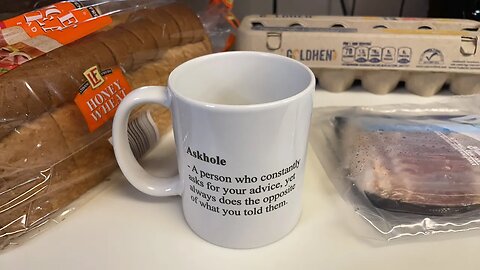 LF
HONEY
WHEAT
GOLDHEN
Askhole
- A person who constantly
asks for your advice, yet
always does the opposite
of what you told them.